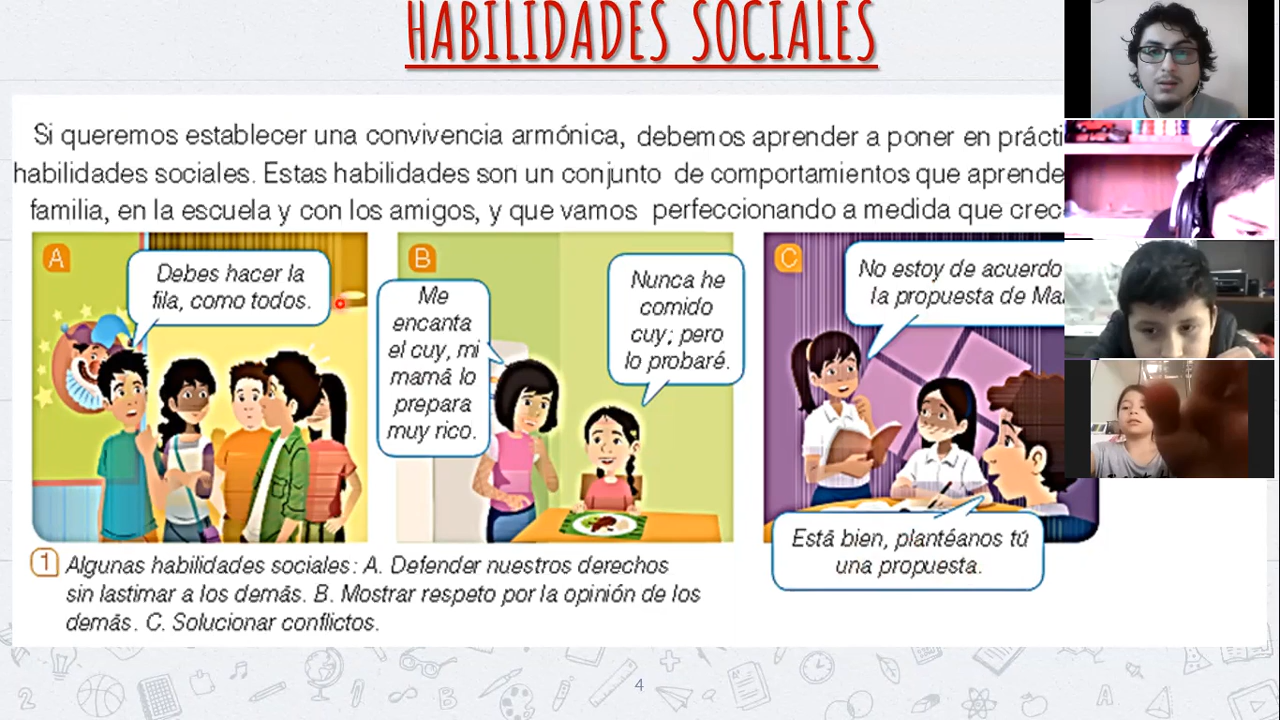 HABILIDADES SOCIALES
Si queremos establecer una convivencia armónica, debemos aprender a poner en prácti
habilidades sociales. Estas habilidades son un conjunto de comportamientos que aprende
familia, en la escuela y con los amigos, y que vamos perfeccionando a medida que crec
A
Debes hacer la
fila, como todos.
B
Me
encanta
el cuy, mi
mamá lo
prepara
muy rico.
Nunca he
comido
cuy; pero
lo probaré.
C
No estoy de acuerdo
la propuesta de Ma
Está bien, plantéanos tú
una propuesta.
1 Algunas habilidades sociales: A. Defender nuestros derechos
sin lastimar a los demás. B. Mostrar respeto por la opinión de los
demás. C. Solucionar conflictos.
4